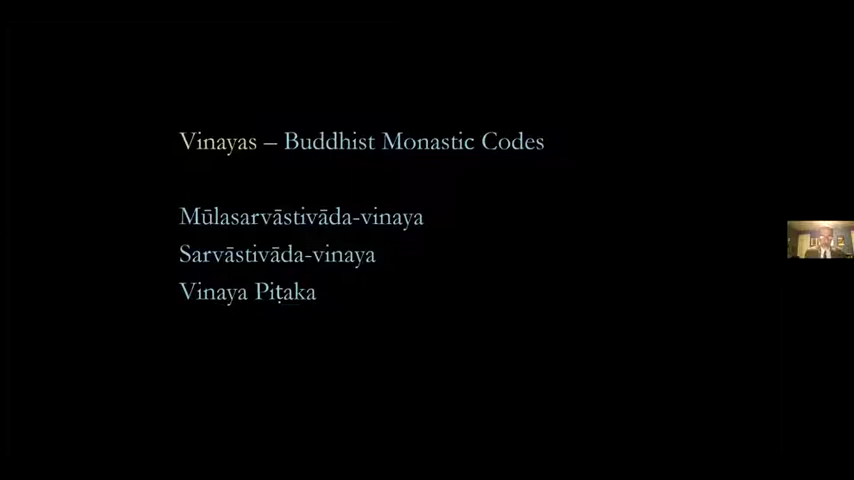 Vinayas – Buddhist Monastic Codes
Mūlasarvāstivāda-vinaya
Sarvāstivāda-vinaya
Vinaya Piṭaka